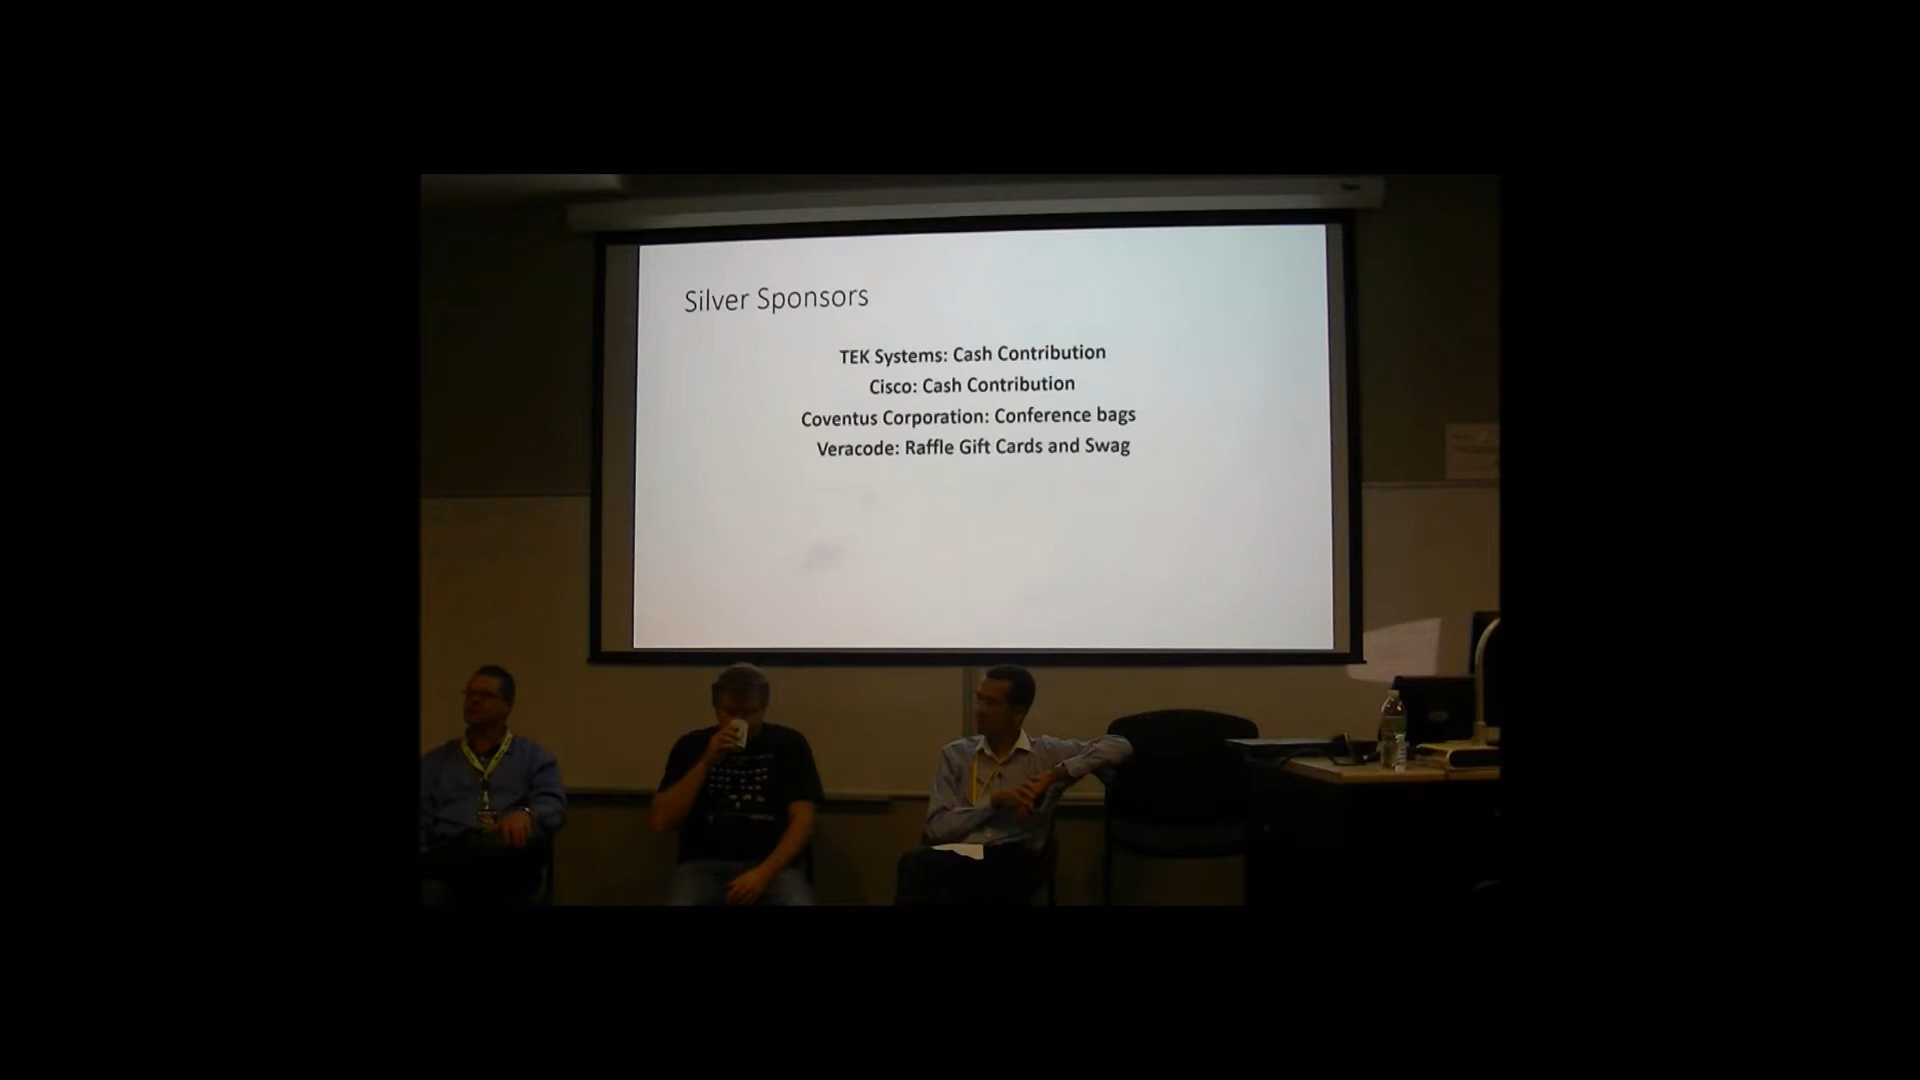 Silver Sponsors
TEK Systems: Cash Contribution
Cisco: Cash Contribution
Coventus Corporation: Conference bags
Veracode: Raffle Gift Cards and Swag